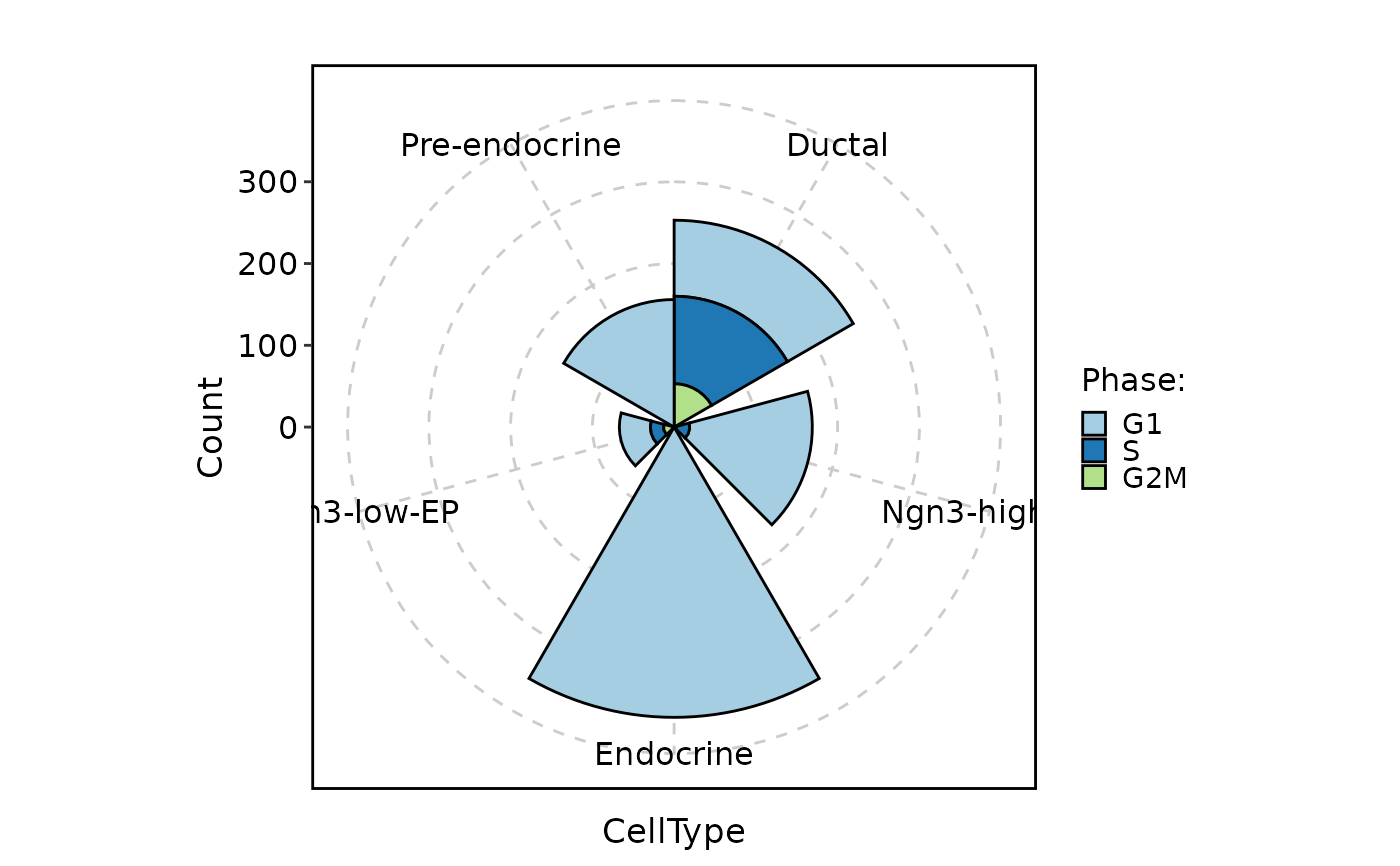 Pre-endocrine
Ductal
300
200
100
0
Count
n3-low-EP
Ngn3-high
Endocrine
CellType
Phase:
G1
S
G2M